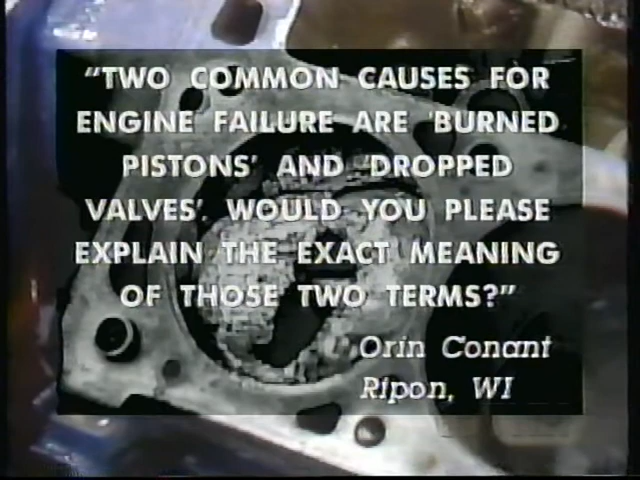 "TWO COMMON CAUSES FOR
ENGINE FAILURE ARE 'BURNED
PISTONS' AND 'DROPPED
VALVES'. WOULD YOU PLEASE
EXPLAIN THE EXACT MEANING
OF THOSE TWO TERMS?"
Orin Conant
Ripon, WI